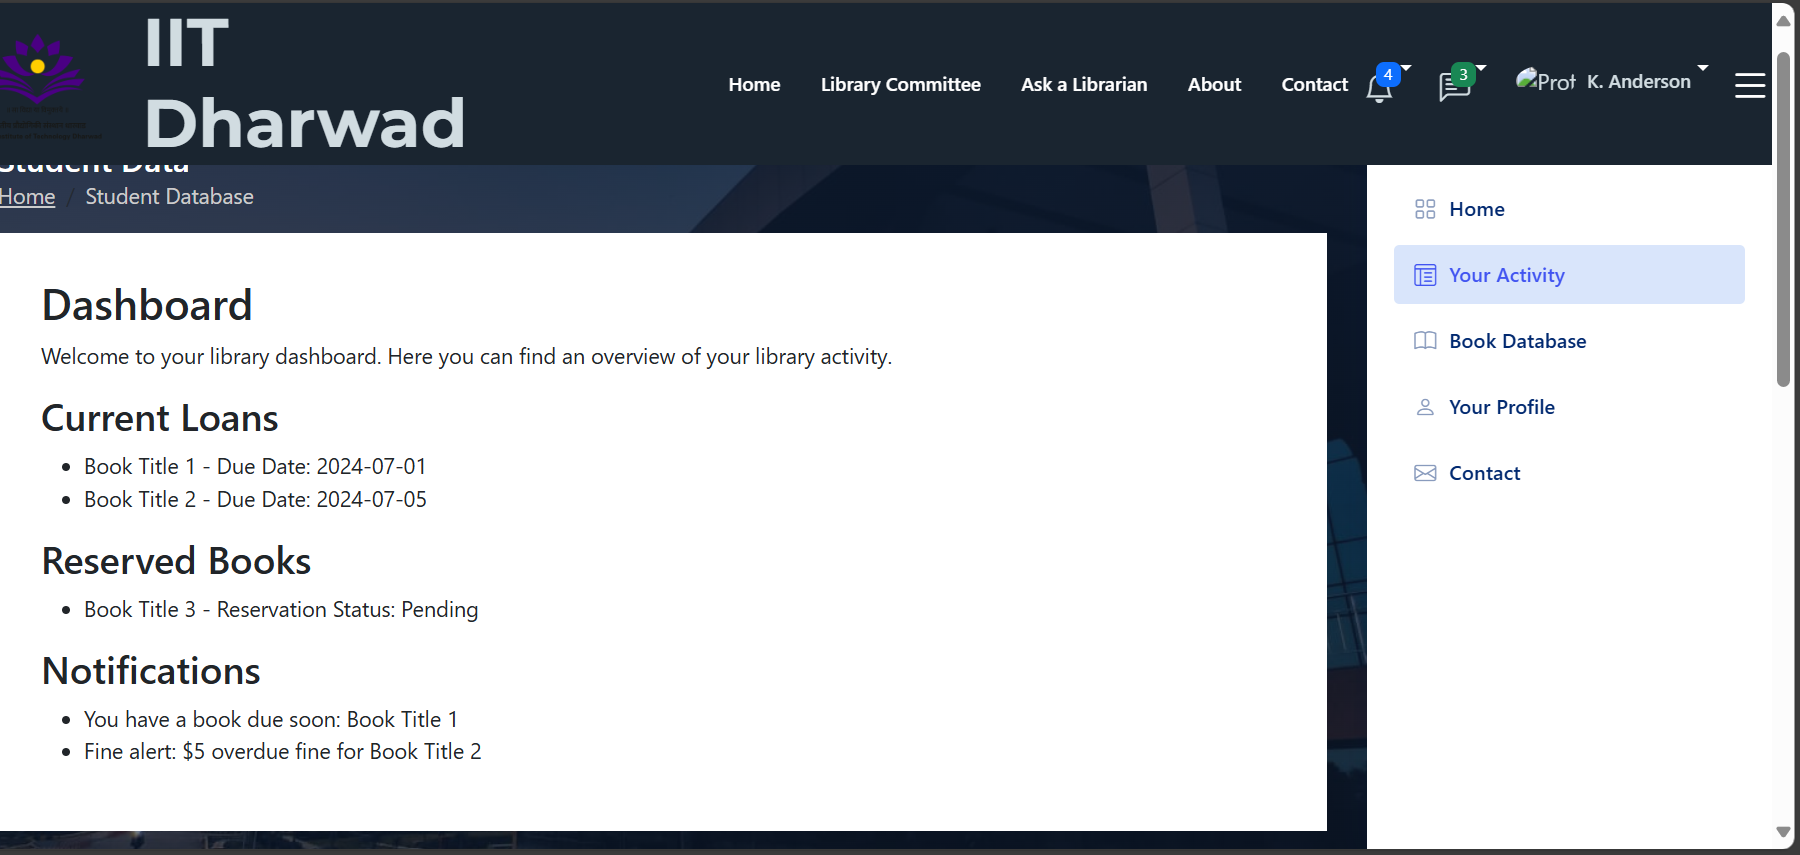 IIT
Dharwad
Home
Library Committee
Ask a Librarian
About
Contact
4
3
Prof
K. Anderson
Student Data
Home / Student Database
Dashboard
Welcome to your library dashboard. Here you can find an overview of your library activity.
Current Loans
Book Title 1 - Due Date: 2024-07-01
Book Title 2 - Due Date: 2024-07-05
Reserved Books
Book Title 3 - Reservation Status: Pending
Notifications
You have a book due soon: Book Title 1
Fine alert: $5 overdue fine for Book Title 2
Home
Your Activity
Book Database
Your Profile
Contact